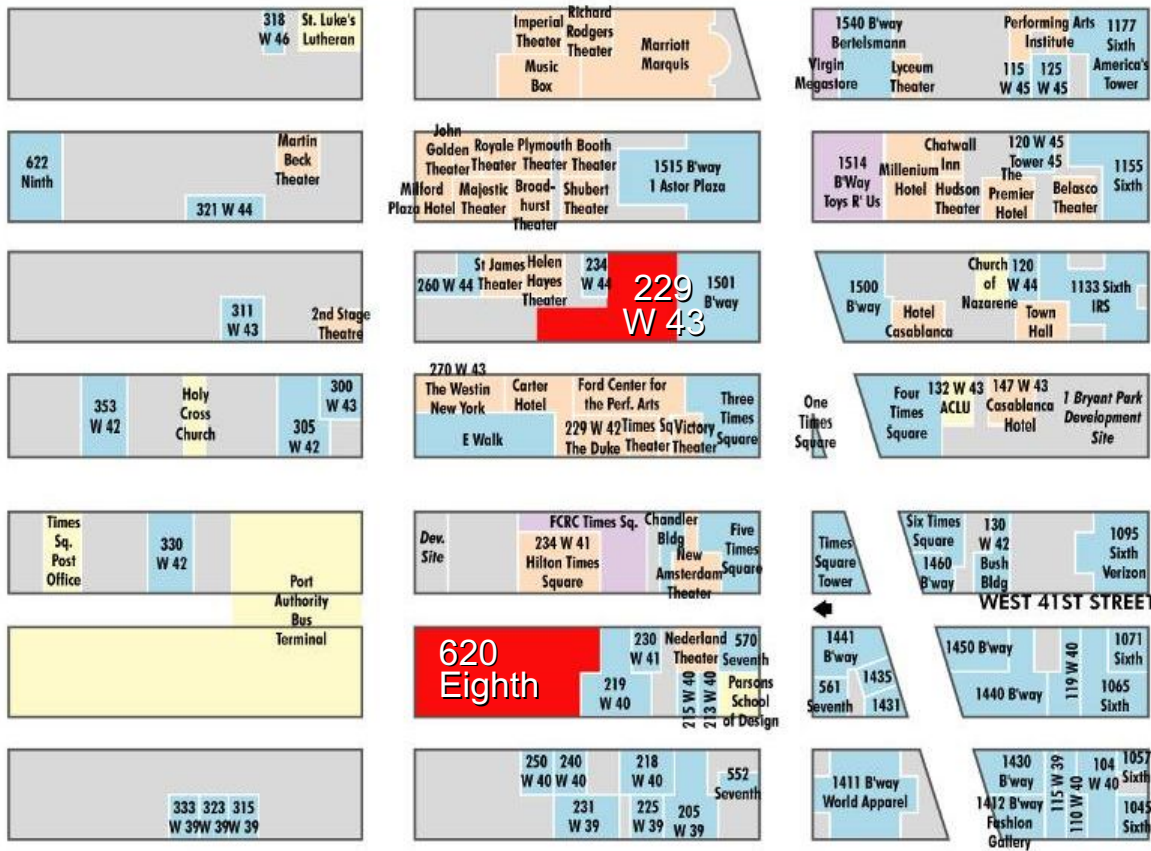 318
W 46
St. Luke's
Lutheran
Imperial
Theater
Richard
Rodgers
Theater
Music
Box
Marriott
Marquis
1540 B'way
Bertelsmann
Virgin
Megastore
Lyceum
Theater
Performing Arts
Institute
115
W 45
125
W 45
1177
Sixth
America's
Tower
622
Ninth
Martin
Beck
Theater
321 W 44
John
Golden
Theater
Royale
Theater
Plymouth
Theater
Booth
Theater
Milford
Plaza Hotel
Majestic
Theater
Broad-
hurst
Theater
Shubert
Theater
1515 B'way
1 Astor Plaza
1514
B'Way
Toys R' Us
Millenium
Hotel
Chatwall
Inn
Hudson
Theater
The
Premier
Hotel
120 W 45
Tower 45
Belasco
Theater
1155
Sixth
311
W 43
2nd Stage
Theatre
260 W 44
St James
Theater
Helen
Hayes
Theater
234
W 44
229
W 43
1501
B'way
1500
B'way
Hotel
Casablanca
Church
of
Nazarene
120
W 44
Town
Hall
1133 Sixth
IRS
353
W 42
Holy
Cross
Church
305
W 42
300
W 43
270 W 43
The Westin
New York
Carter
Hotel
Ford Center for
the Perf. Arts
E Walk
229 W 42
The Duke
Times Sq
Theater
Victory
Theater
Three
Times
Square
One
Times
Square
Four
Times
Square
132 W 43
ACLU
147 W 43
Casablanca
Hotel
1 Bryant Park
Development
Site
Times
Sq.
Post
Office
330
W 42
Port
Authority
Bus
Terminal
Dev.
Site
FCRC Times Sq.
234 W 41
Hilton Times
Square
Chandler
Bldg
New
Amsterdam
Theater
Five
Times
Square
Times
Square
Tower
Six Times
Square
1460
B'way
130
W 42
Bush
Bldg
1095
Sixth
Verizon
WEST 41ST STREET
620
Eighth
230
W 41
219
W 40
Nederland
Theater
215 W 40
213 W 40
570
Seventh
Parsons
School
of Design
1441
B'way
561
Seventh
1435
1431
1450 B'way
1440 B'way
119 W 40
1071
Sixth
1065
Sixth
333
W 39
323
W 39
315
W 39
250
W 40
240
W 40
218
W 40
231
W 39
225
W 39
205
W 39
552
Seventh
1411 B'way
World Apparel
1430
B'way
1412 B'way
Fashion
Gallery
115 W 39
110 W 40
104
W 40
1057
Sixth
1045
Sixth